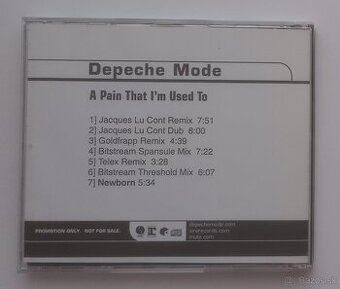 Depeche Mode
A Pain That I'm Used To
1] Jacques Lu Cont Remix 7:51
2] Jacques Lu Cont Dub 8:00
3] Goldfrapp Remix 4:39
4] Bitstream Spansule Mix 7:22
5] Telex Remix 3:28
6] Bitstream Threshold Mix 6:07
7] Newborn 5:34
PROMOTION ONLY. NOT FOR SALE.
depechemode.com
sirerecords.com
mute.com